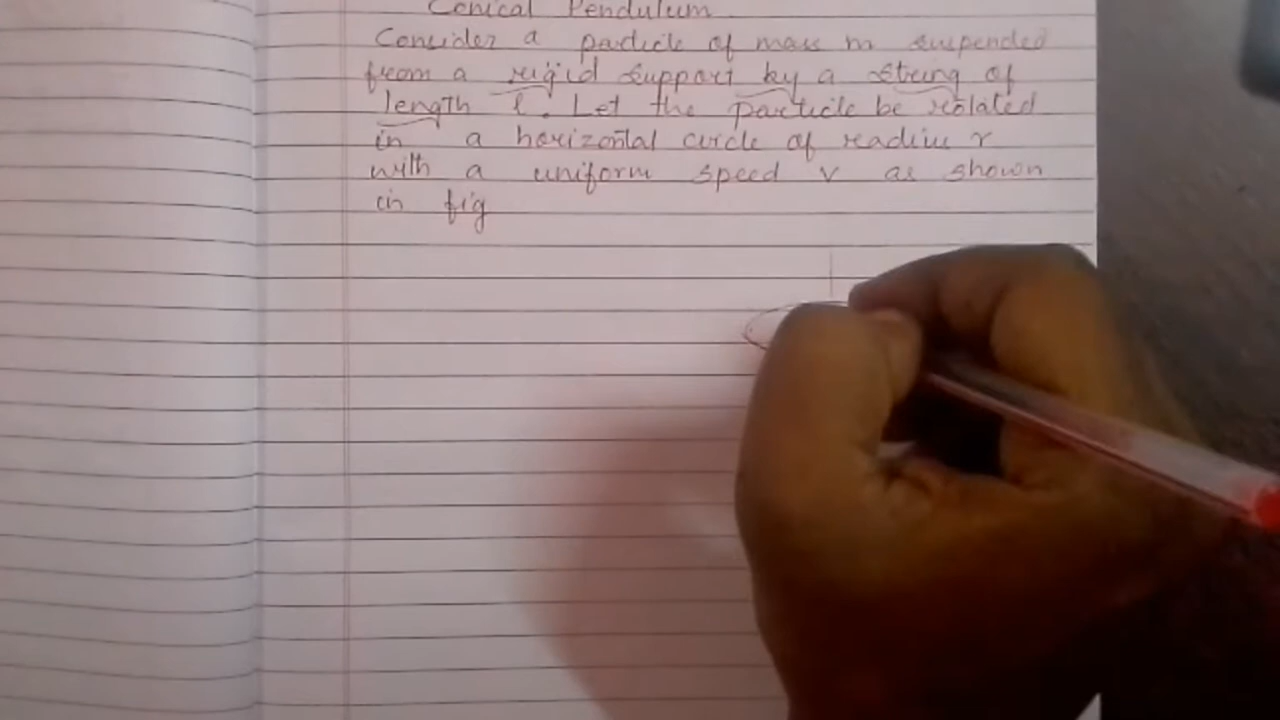 Conical Pendulum
Consider a particle of mass m suspended
from a rigid support by a string of
length l. Let the particle be rotated
in a horizontal circle of radius r
with a uniform speed v as shown
in fig